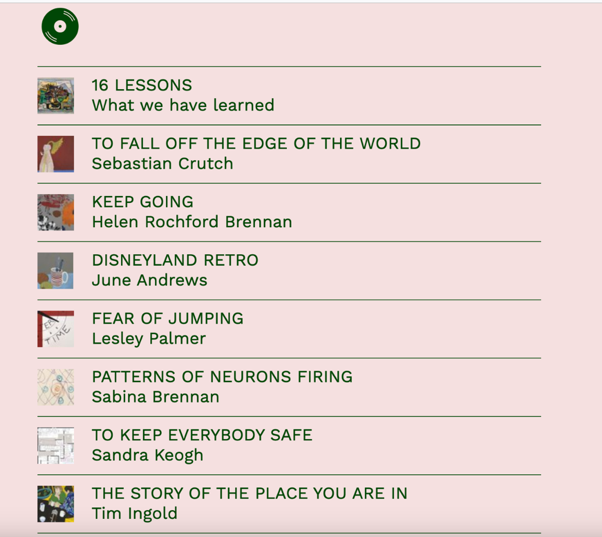 16 LESSONS
What we have learned
TO FALL OFF THE EDGE OF THE WORLD
Sebastian Crutch
KEEP GOING
Helen Rochford Brennan
DISNEYLAND RETRO
June Andrews
FEAR OF JUMPING
Lesley Palmer
PATTERNS OF NEURONS FIRING
Sabina Brennan
TO KEEP EVERYBODY SAFE
Sandra Keogh
THE STORY OF THE PLACE YOU ARE IN
Tim Ingold